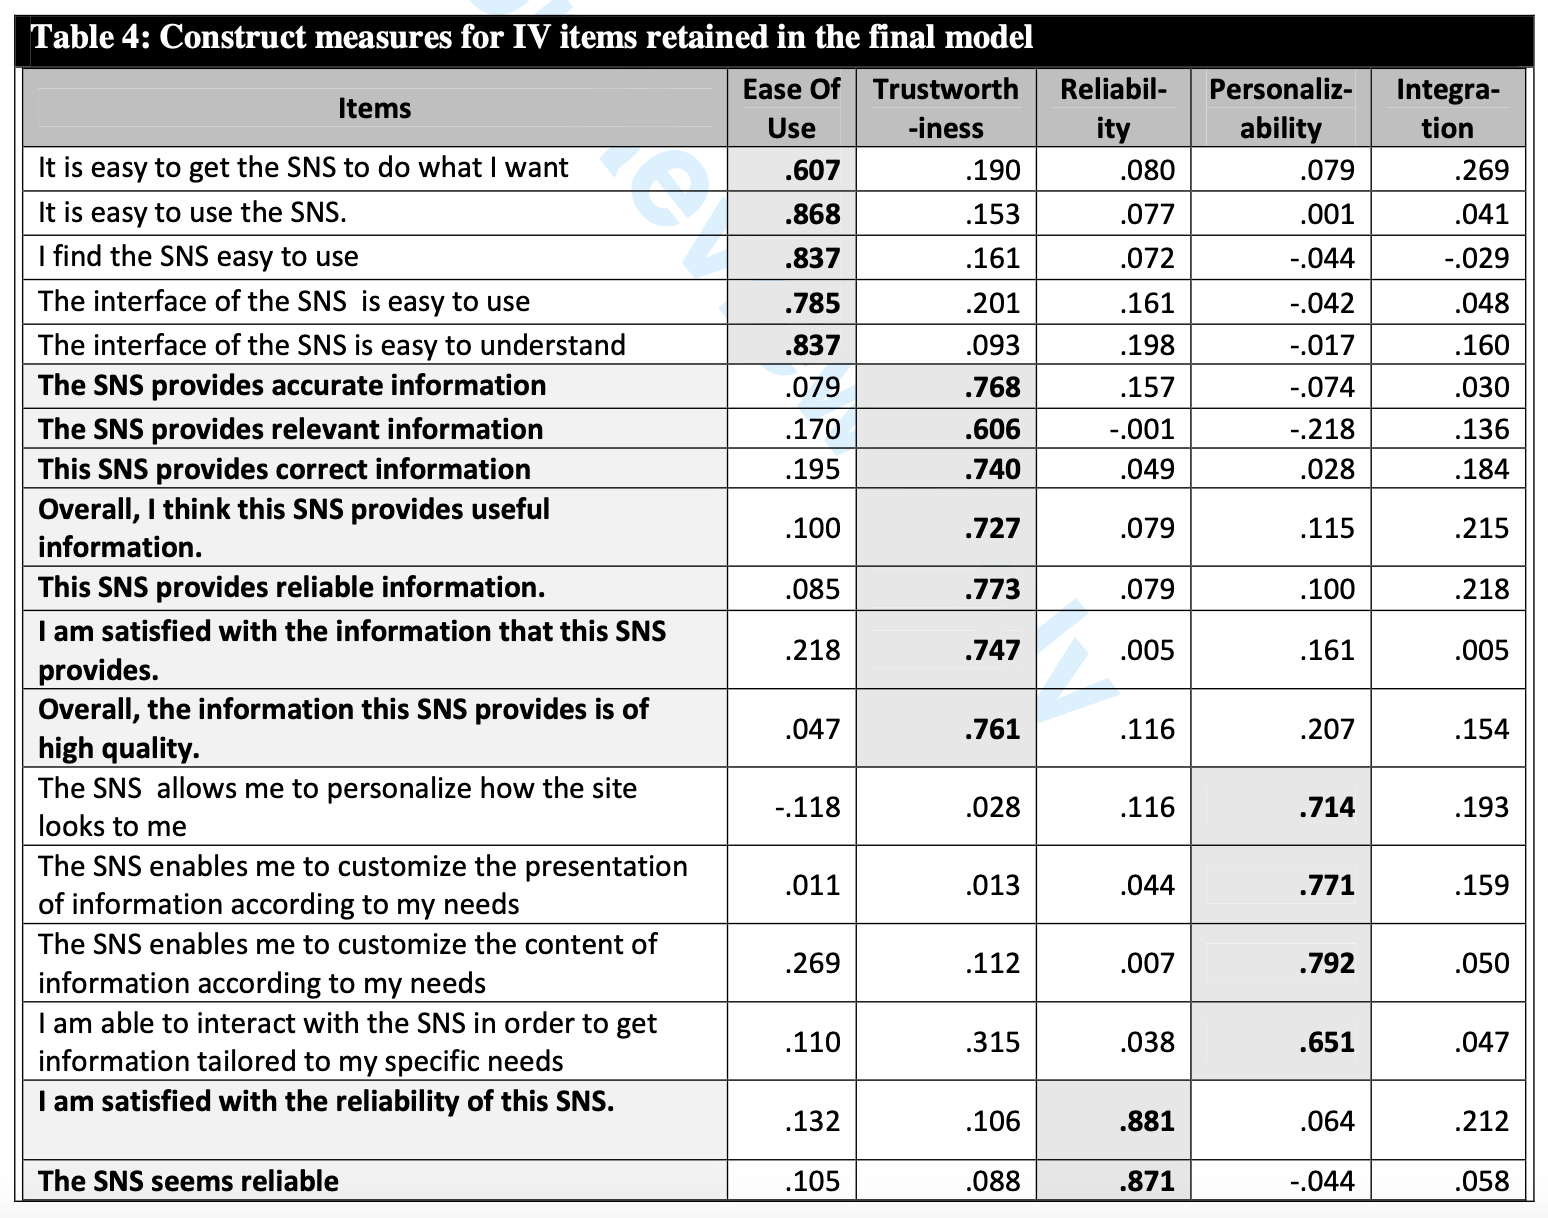 Table 4: Construct measures for IV items retained in the final model
Items Ease Of Trustworth Reliabil- Personaliz- Integra-
Use -iness ity ability tion
It is easy to get the SNS to do what I want .607 .190 .080 .079 .269
It is easy to use the SNS. .868 .153 .077 .001 .041
I find the SNS easy to use .837 .161 .072 -.044 -.029
The interface of the SNS is easy to use .785 .201 .161 -.042 .048
The interface of the SNS is easy to understand .837 .093 .198 -.017 .160
The SNS provides accurate information .079 .768 .157 -.074 .030
The SNS provides relevant information .170 .606 -.001 -.218 .136
This SNS provides correct information .195 .740 .049 .028 .184
Overall, I think this SNS provides useful
information. .100 .727 .079 .115 .215
This SNS provides reliable information. .085 .773 .079 .100 .218
I am satisfied with the information that this SNS
provides. .218 .747 .005 .161 .005
Overall, the information this SNS provides is of
high quality. .047 .761 .116 .207 .154
The SNS allows me to personalize how the site
looks to me -.118 .028 .116 .714 .193
The SNS enables me to customize the presentation
of information according to my needs .011 .013 .044 .771 .159
The SNS enables me to customize the content of
information according to my needs .269 .112 .007 .792 .050
I am able to interact with the SNS in order to get
information tailored to my specific needs .110 .315 .038 .651 .047
I am satisfied with the reliability of this SNS. .132 .106 .881 .064 .212
The SNS seems reliable .105 .088 .871 -.044 .058